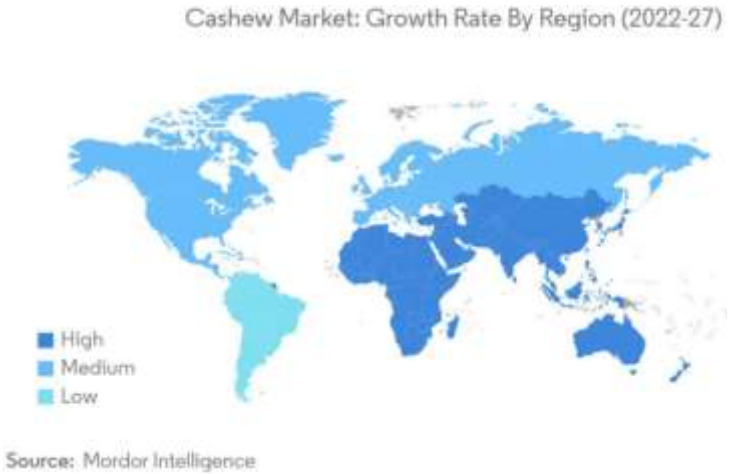 Cashew Market: Growth Rate By Region (2022-27)
High
Medium
Low
Source: Mordor Intelligence